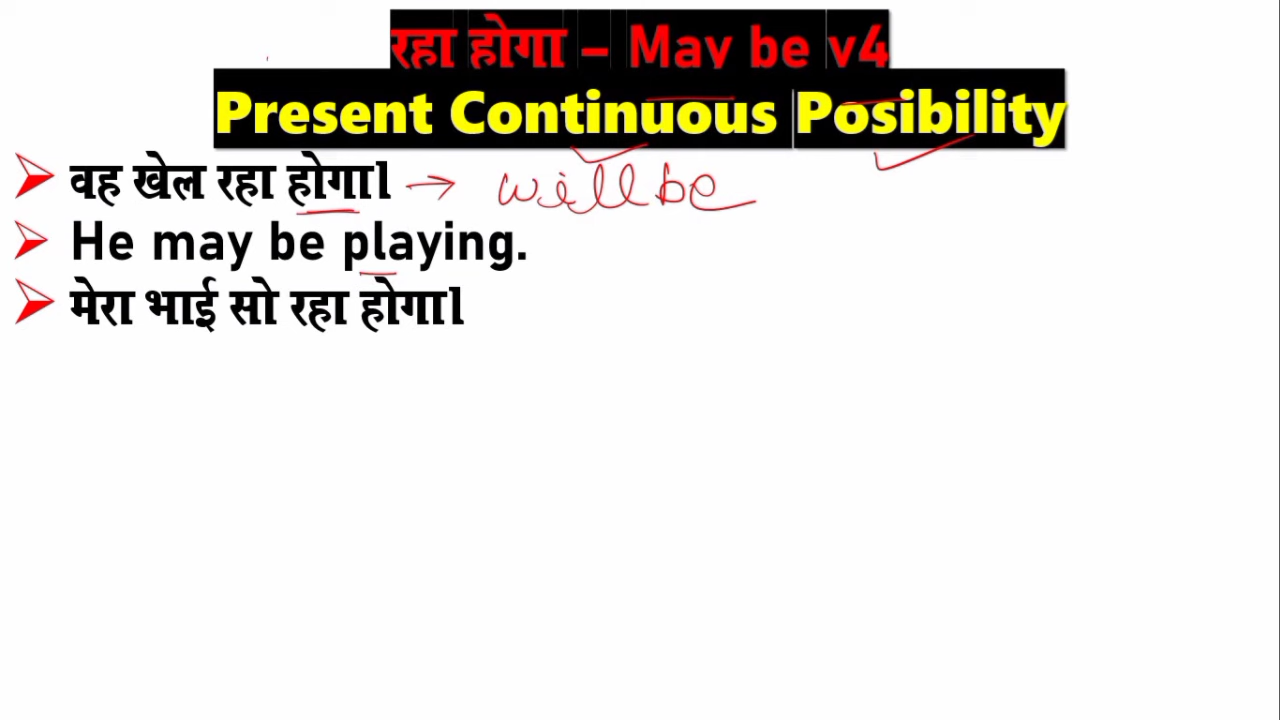 रहा होगा – May be v4
Present Continuous Posibility
वह खेल रहा होगा। → will be
He may be playing.
मेरा भाई सो रहा होगा।